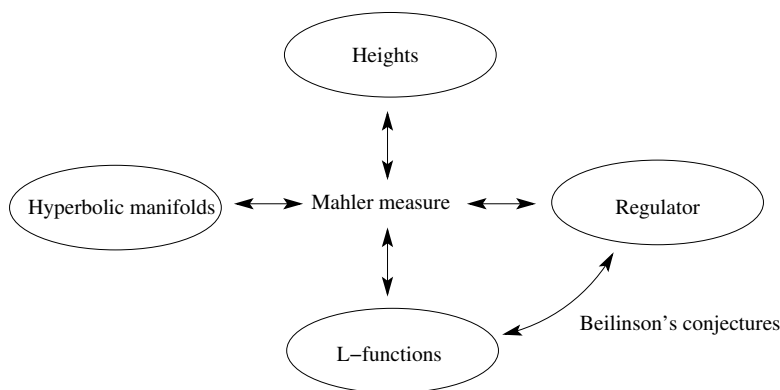 Heights
Hyperbolic manifolds
Mahler measure
Regulator
Beilinson’s conjectures
L−functions